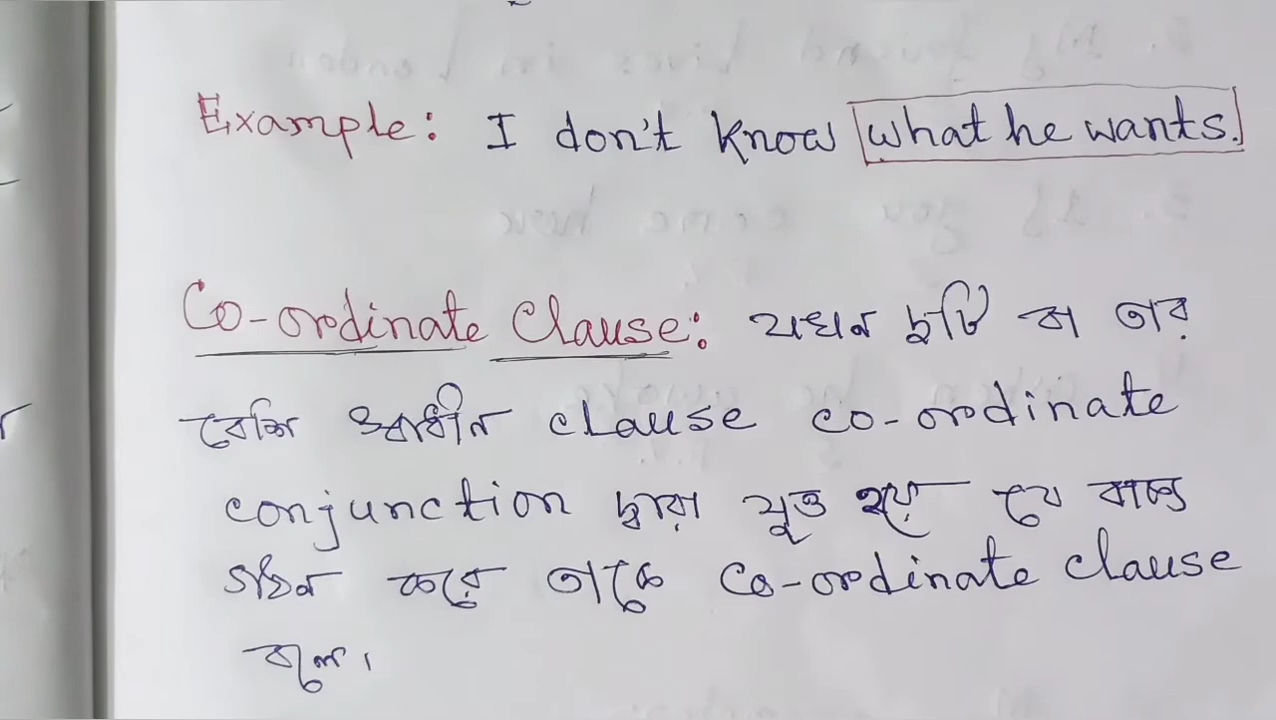 Example: I don't know what he wants.
Co-ordinate Clause: যখন দুটি বা তার
বেশি স্বাধীন clause co-ordinate
conjunction দ্বারা যুক্ত হয়ে যে বাক্য
গঠন করে তাকে Co-ordinate clause
বলে।